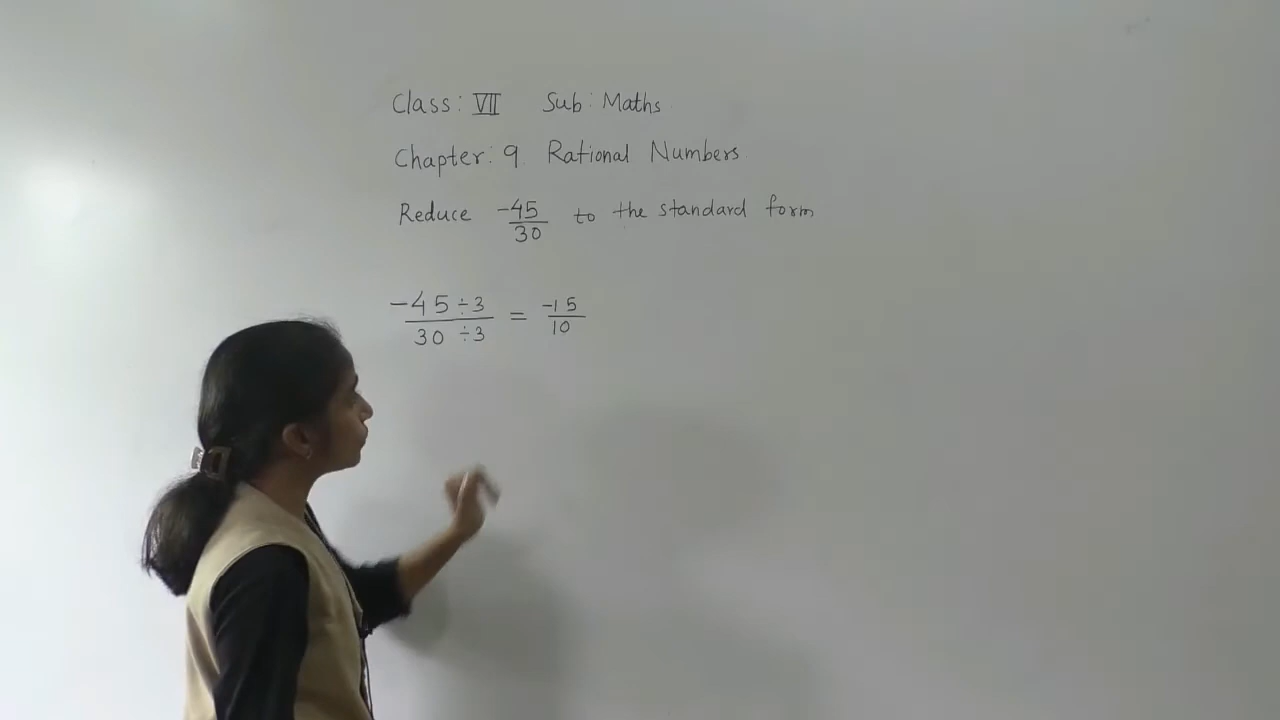 Class: VII Sub: Maths
Chapter: 9 Rational Numbers
Reduce -45/30 to the standard form
-45÷3/30÷3 = -15/10